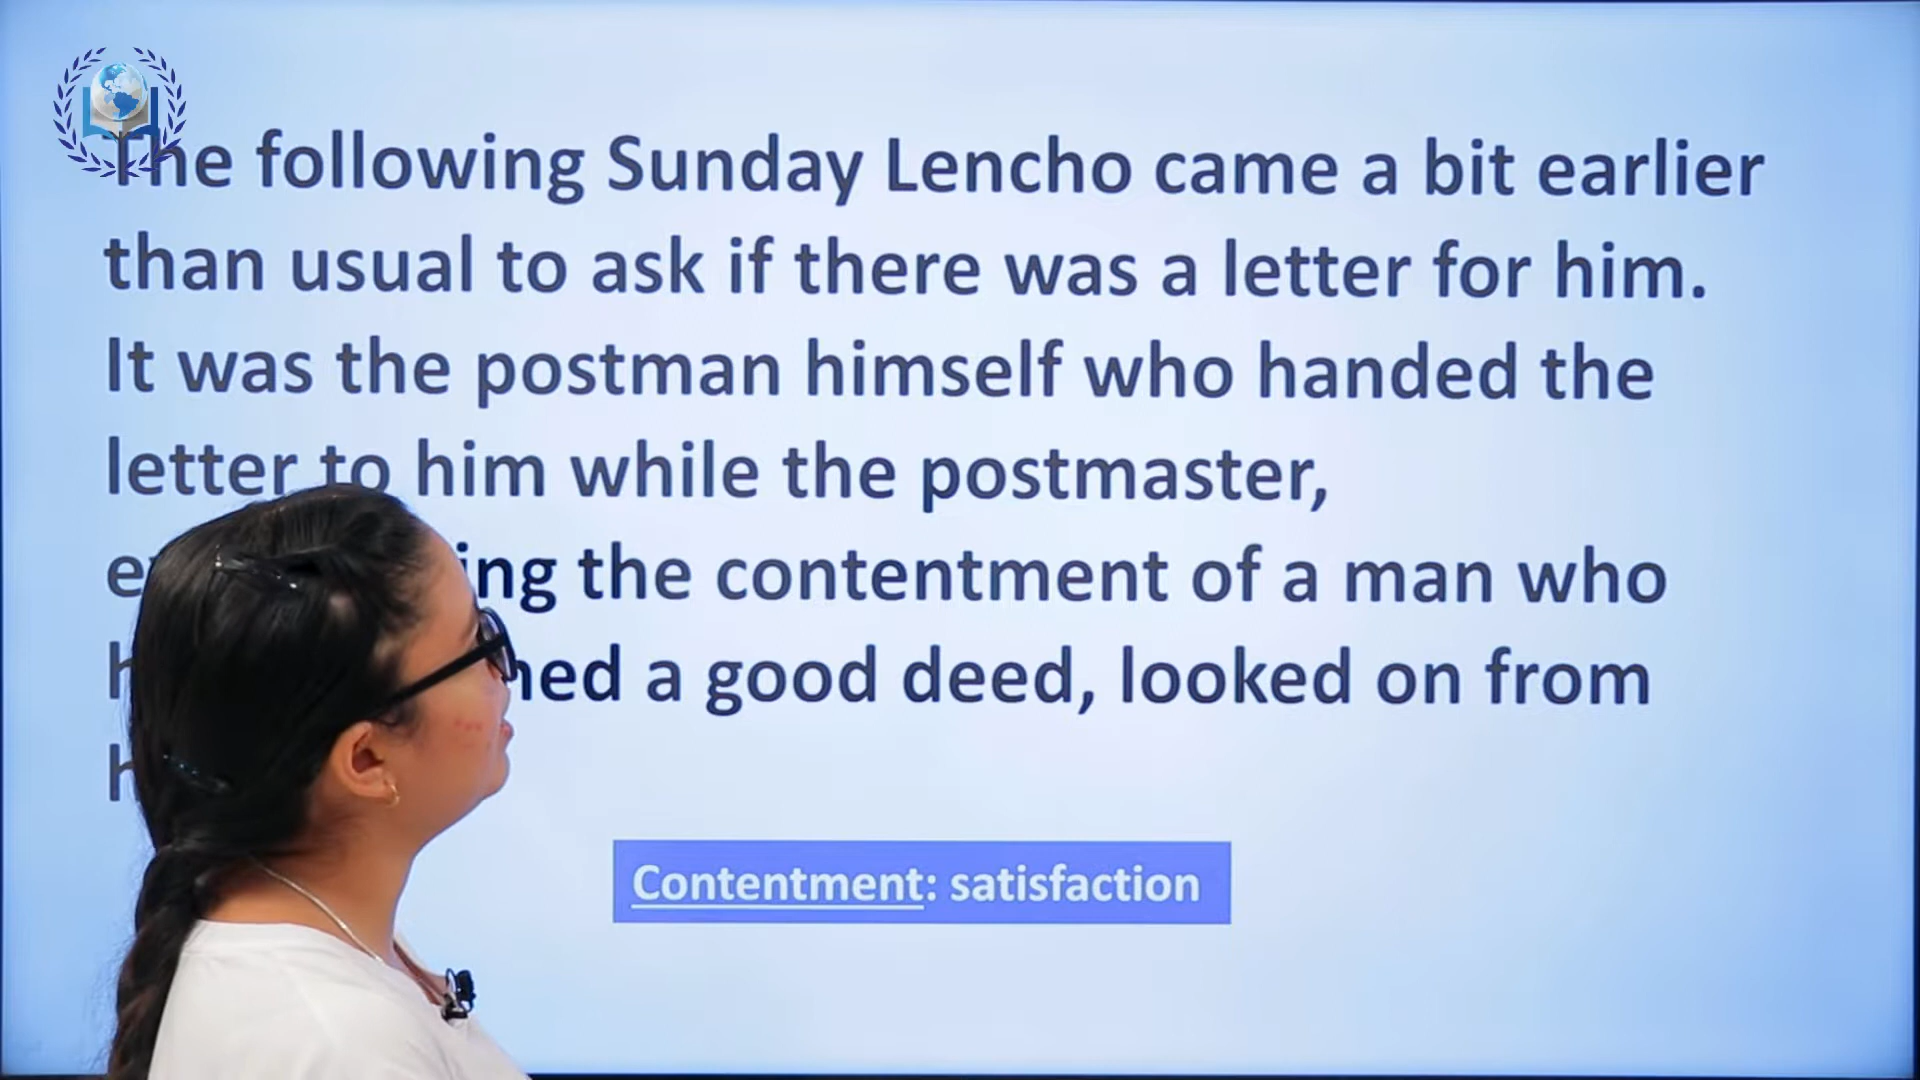 The following Sunday Lencho came a bit earlier
than usual to ask if there was a letter for him.
It was the postman himself who handed the
letter to him while the postmaster,
the contentment of a man who
a good deed, looked on from
Contentment: satisfaction